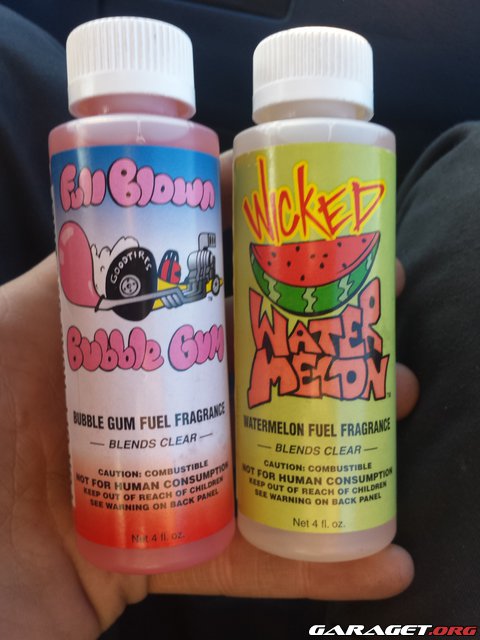 Full Blown
GOODTIRES
Bubble Gum
BUBBLE GUM FUEL FRAGRANCE
BLENDS CLEAR
CAUTION: COMBUSTIBLE
NOT FOR HUMAN CONSUMPTION
KEEP OUT OF REACH OF CHILDREN
SEE WARNING ON BACK PANEL
Net 4 fl. oz.
WICKED
WATER
MELON™
WATERMELON FUEL FRAGRANCE
BLENDS CLEAR
CAUTION: COMBUSTIBLE
NOT FOR HUMAN CONSUMPTION
KEEP OUT OF REACH OF CHILDREN
SEE WARNING ON BACK PANEL
Net 4 fl. oz.
GARAGET.ORG